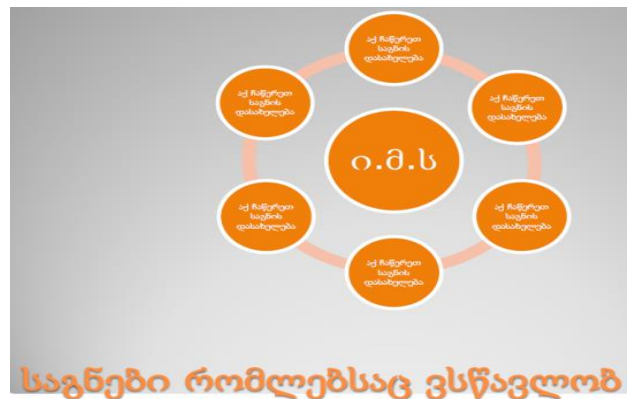 აქ ჩაწერეთ
საგნის
დასახელება
აქ ჩაწერეთ
საგნის
დასახელება
აქ ჩაწერეთ
საგნის
დასახელება
ი.მ.ს
აქ ჩაწერეთ
საგნის
დასახელება
აქ ჩაწერეთ
საგნის
დასახელება
აქ ჩაწერეთ
საგნის
დასახელება
საგნები რომლებსაც ვსწავლობ